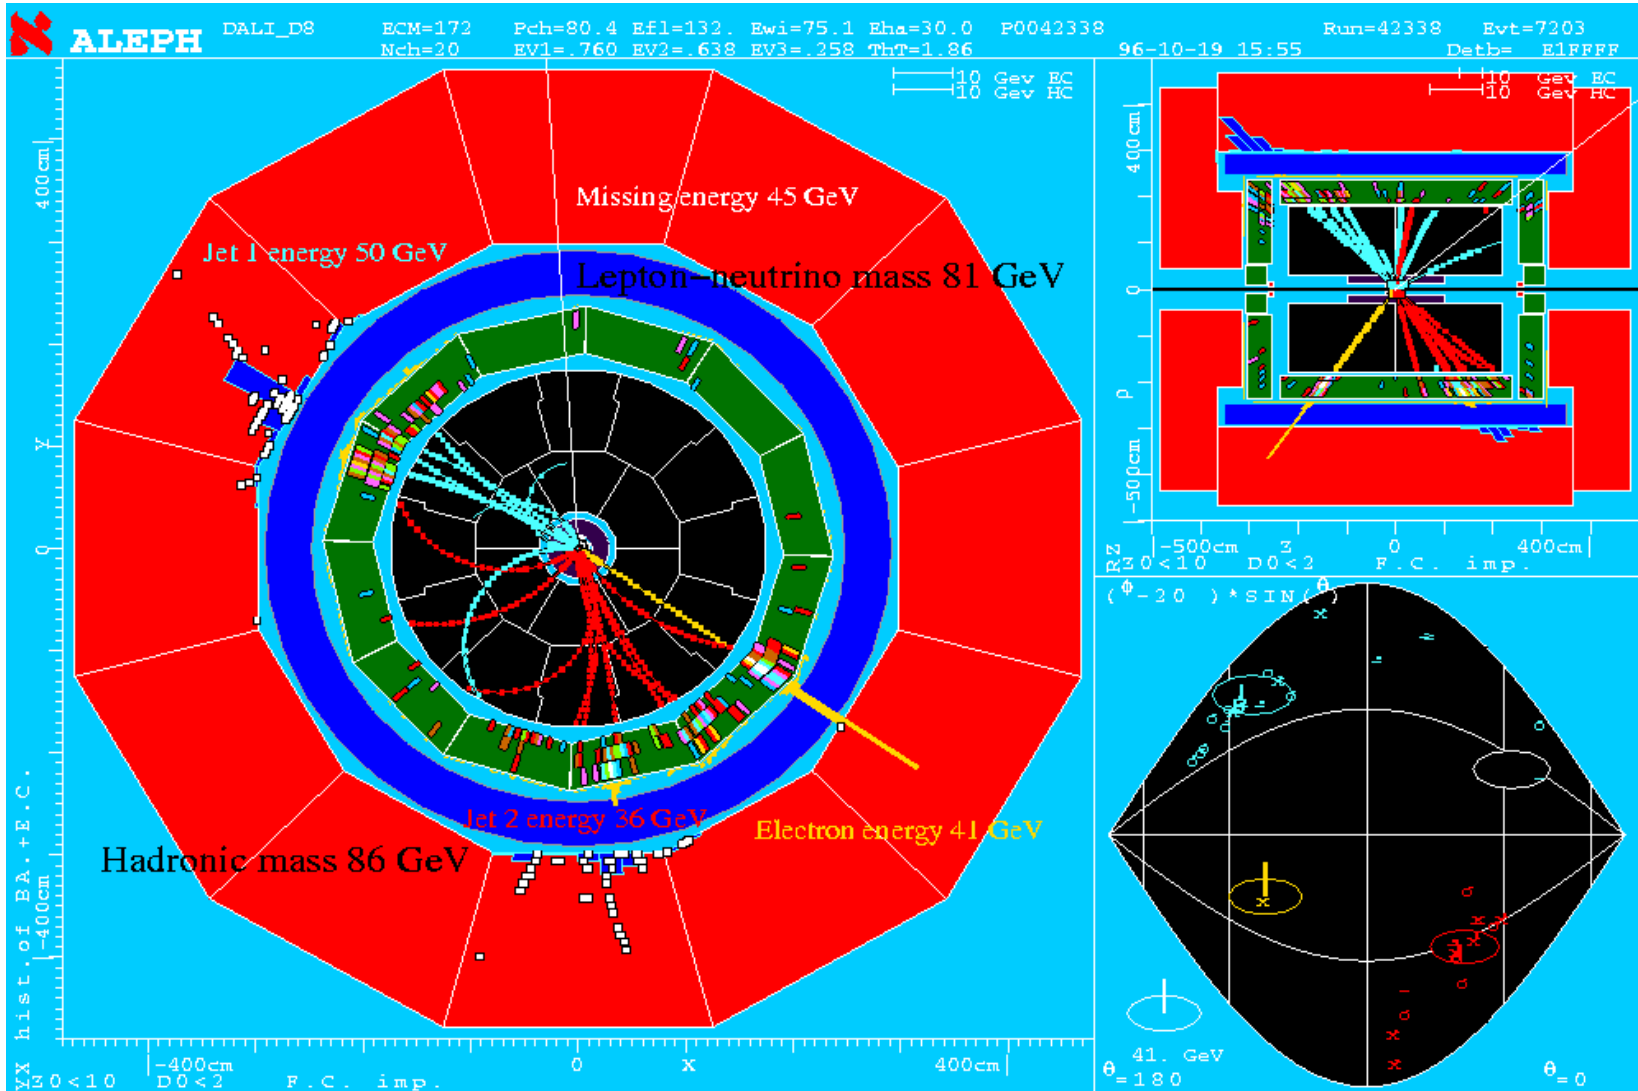 ALEPH DALI_D8 ECM=172 Pch=80.4 Efl=132. Ewi=75.1 Eha=30.0 P0042338 Run=42338 Evt=7203
Nch=20 EV1=.760 EV2=.638 EV3=.258 ThT=1.86 96-10-19 15:55 Detb= E1FFFF
10 Gev EC
10 Gev HC
Missing energy 45 GeV
Jet 1 energy 50 GeV
Lepton-neutrino mass 81 GeV
Jet 2 energy 36 GeV
Electron energy 41 GeV
Hadronic mass 86 GeV
400cm
Y
0
-400cm
YX hist.of BA.+E.C.
-400cm 0 X 400cm
Z0<10 D0<2 F.C. imp.
10 Gev EC
10 Gev HC
400cm
0
ρ
-500cm
RZ
-500cm Z 0 400cm
Z0<10 D0<2 F.C. imp.
(Φ-20 )*SIN(θ)
θ
41. GeV
θ=180
θ=0